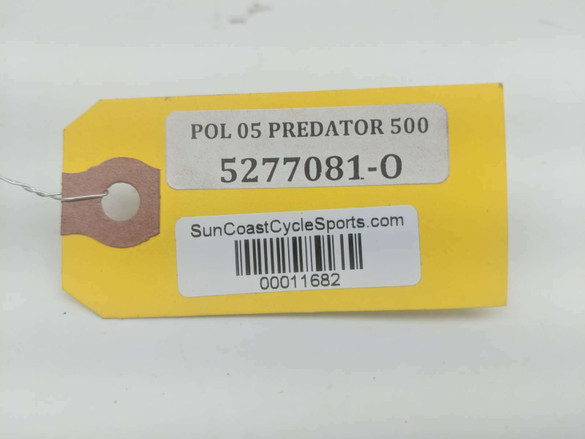 POL 05 PREDATOR 500
5277081-O
SunCoastCycleSports.com
00011682